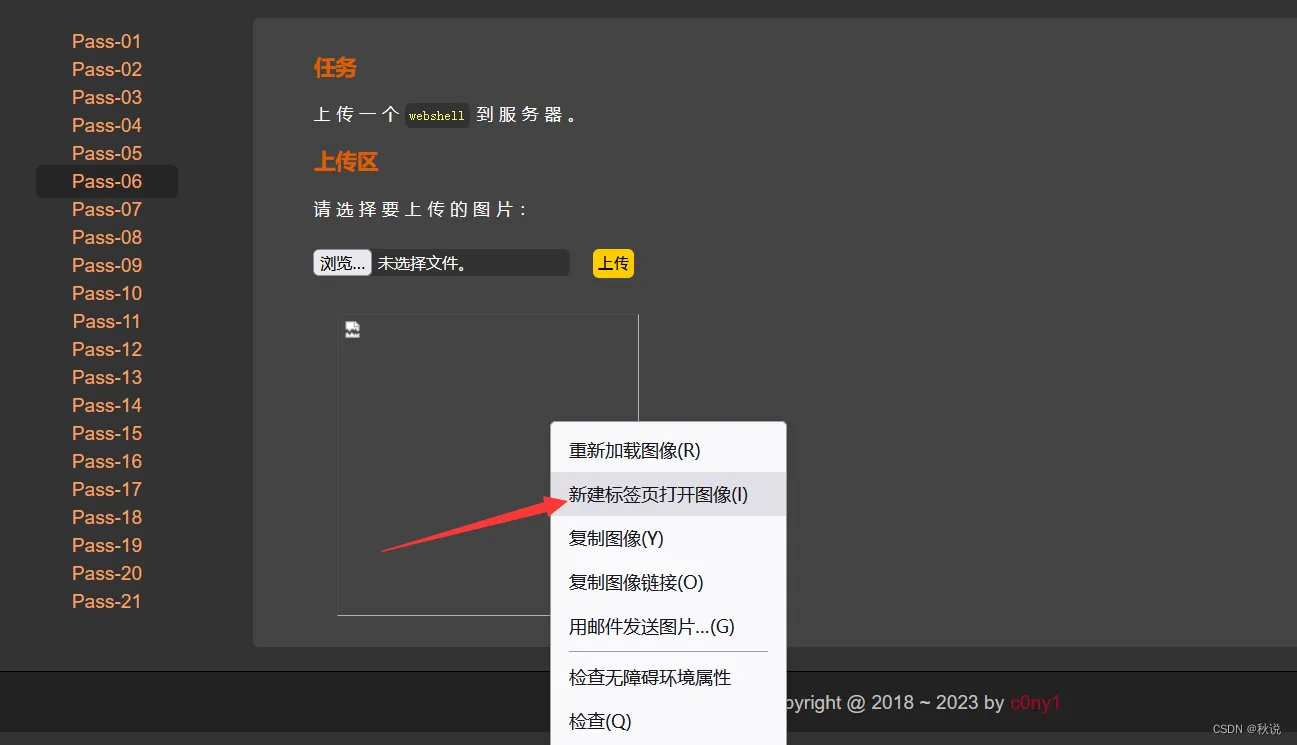 Pass-01
Pass-02
Pass-03
Pass-04
Pass-05
Pass-06
Pass-07
Pass-08
Pass-09
Pass-10
Pass-11
Pass-12
Pass-13
Pass-14
Pass-15
Pass-16
Pass-17
Pass-18
Pass-19
Pass-20
Pass-21
任务
上传一个 webshell 到服务器。
上传区
请选择要上传的图片：
浏览... 未选择文件。 上传
重新加载图像(R)
新建标签页打开图像(I)
复制图像(Y)
复制图像链接(O)
用邮件发送图片...(G)
检查无障碍环境属性
检查(Q)
pyright @ 2018 ~ 2023 by c0ny1
CSDN @秋说